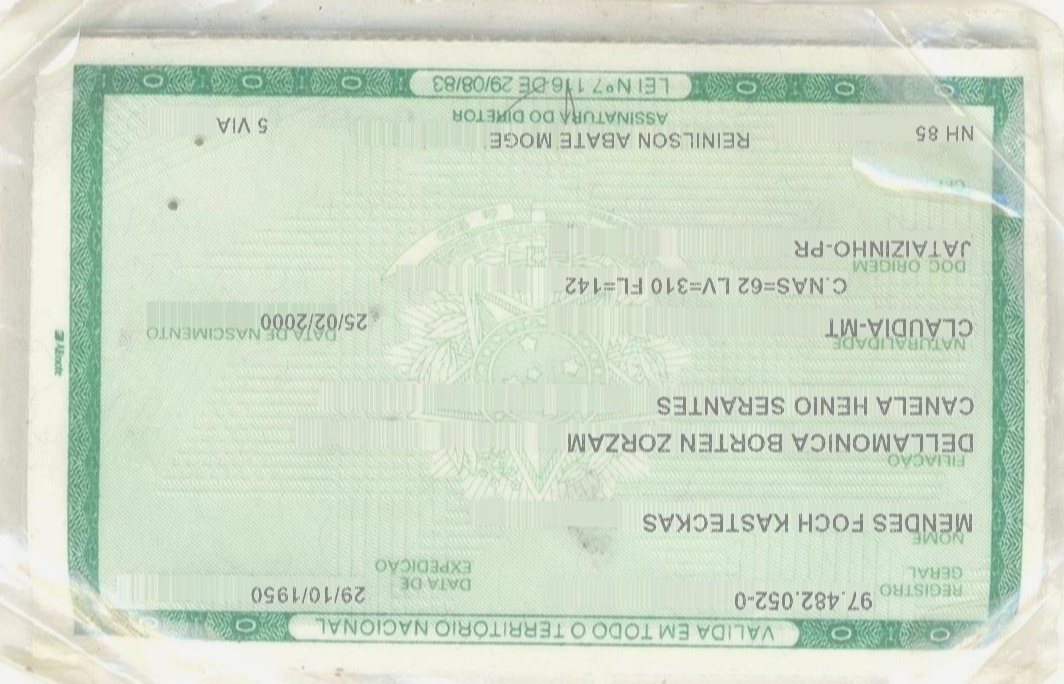 VALIDA EM TODO O TERRITORIO NACIONAL
REGISTRO GERAL 97.482.052-0 DATA DE EXPEDIÇÃO 29/10/1950
NOME
MENDES FOCH KASTECKAS
FILIAÇÃO
DELLAMONICA BORTEN ZORZAM
CANELA HENIO SERANTES
NATURALIDADE
CLAUDIA-MT
DATA DE NASCIMENTO
25/02/2000
C.NAS=62 LV=310 FL=142
DOC ORIGEM
JATAIZINHO-PR
CPF
NH 85
REINILSON ABATE MOGE
5 VIA
ASSINATURA DO DIRETOR
LEI Nº 7.116 DE 29/08/83